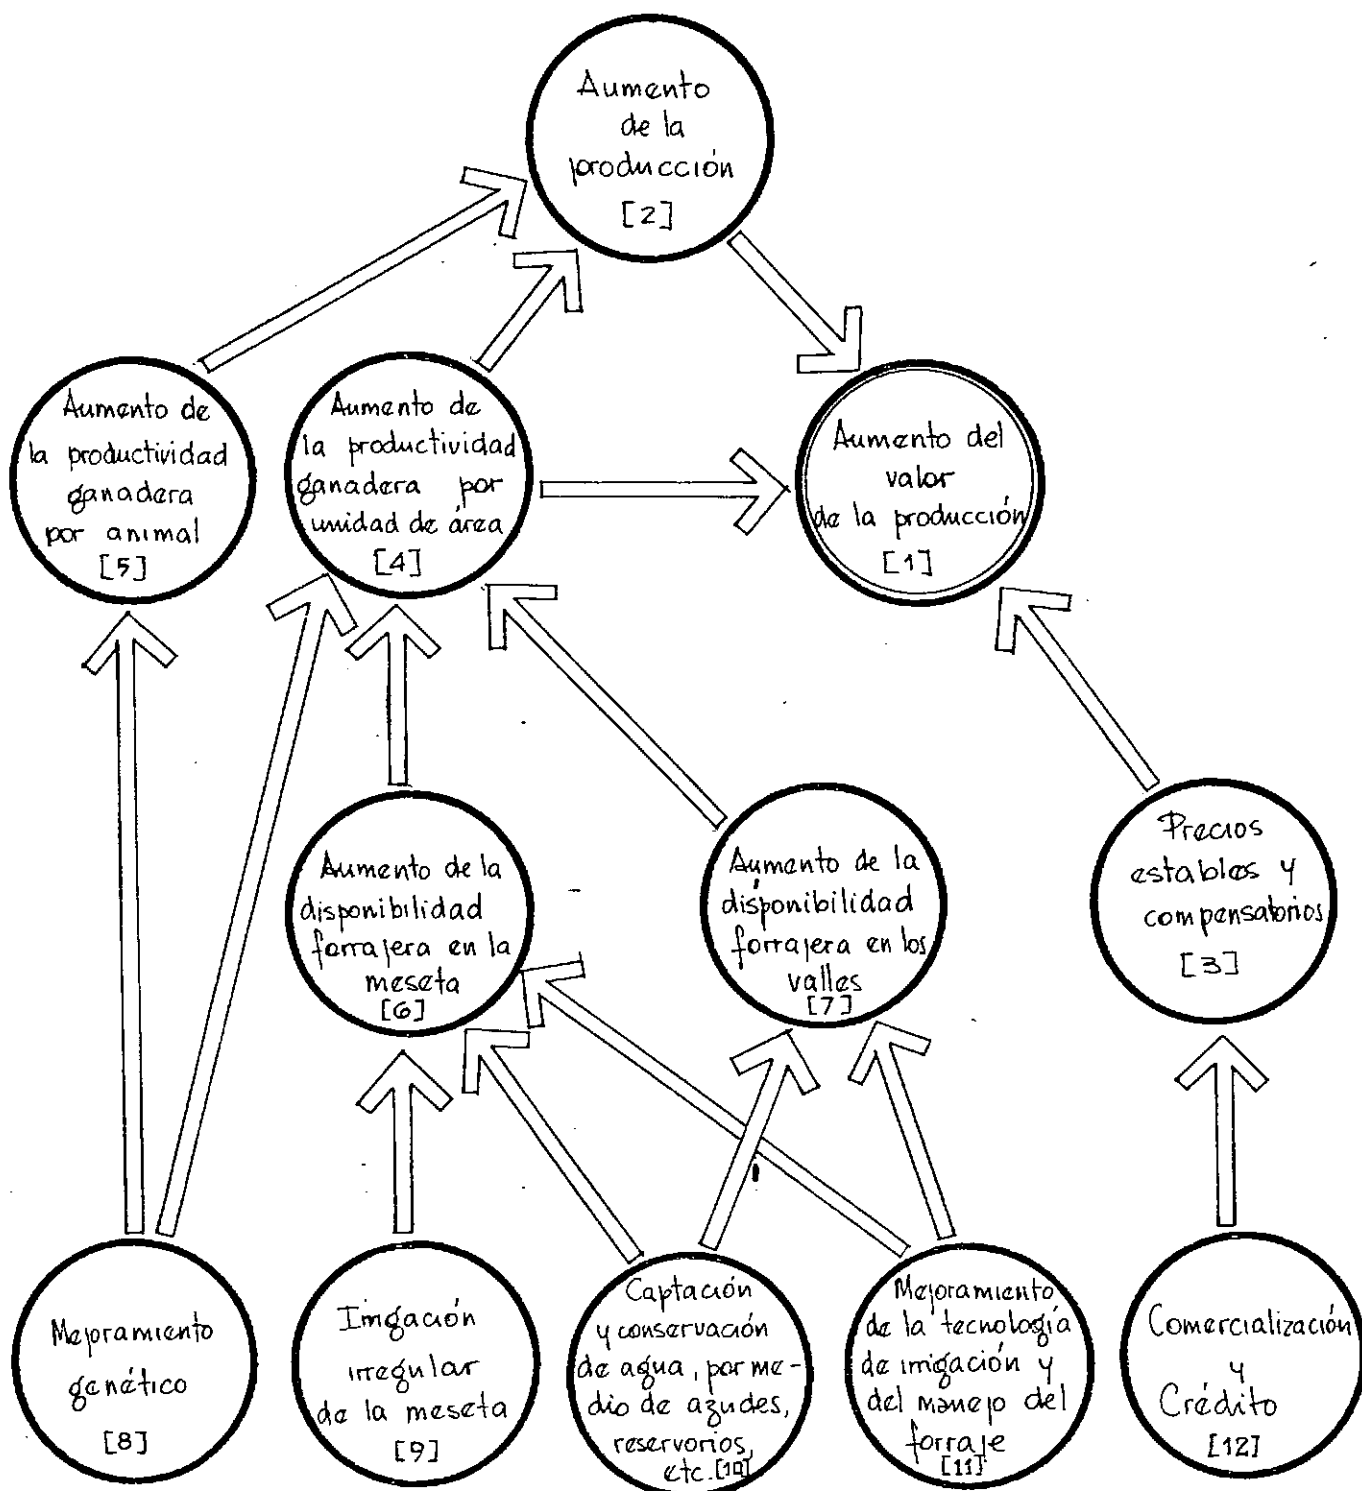 Aumento
de la
producción
[2]
Aumento de
la productividad
ganadera
por animal
[5]
Aumento de
la productividad
ganadera por
unidad de área
[4]
Aumento del
valor
de la producción
[1]
Aumento de la
disponibilidad
forrajera en la
meseta
[6]
Aumento de la
disponibilidad
forrajera en los
valles
[7]
Precios
estables y
compensatorios
[3]
Mejoramiento
genético
[8]
Irrigación
irregular
de la meseta
[9]
Captación
y conservación
de agua, por me-
dio de azudes,
reservorios,
etc. [10]
Mejoramiento
de la tecnología
de irrigación y
del manejo del
forraje
[11]
Comercialización
y
Crédito
[12]